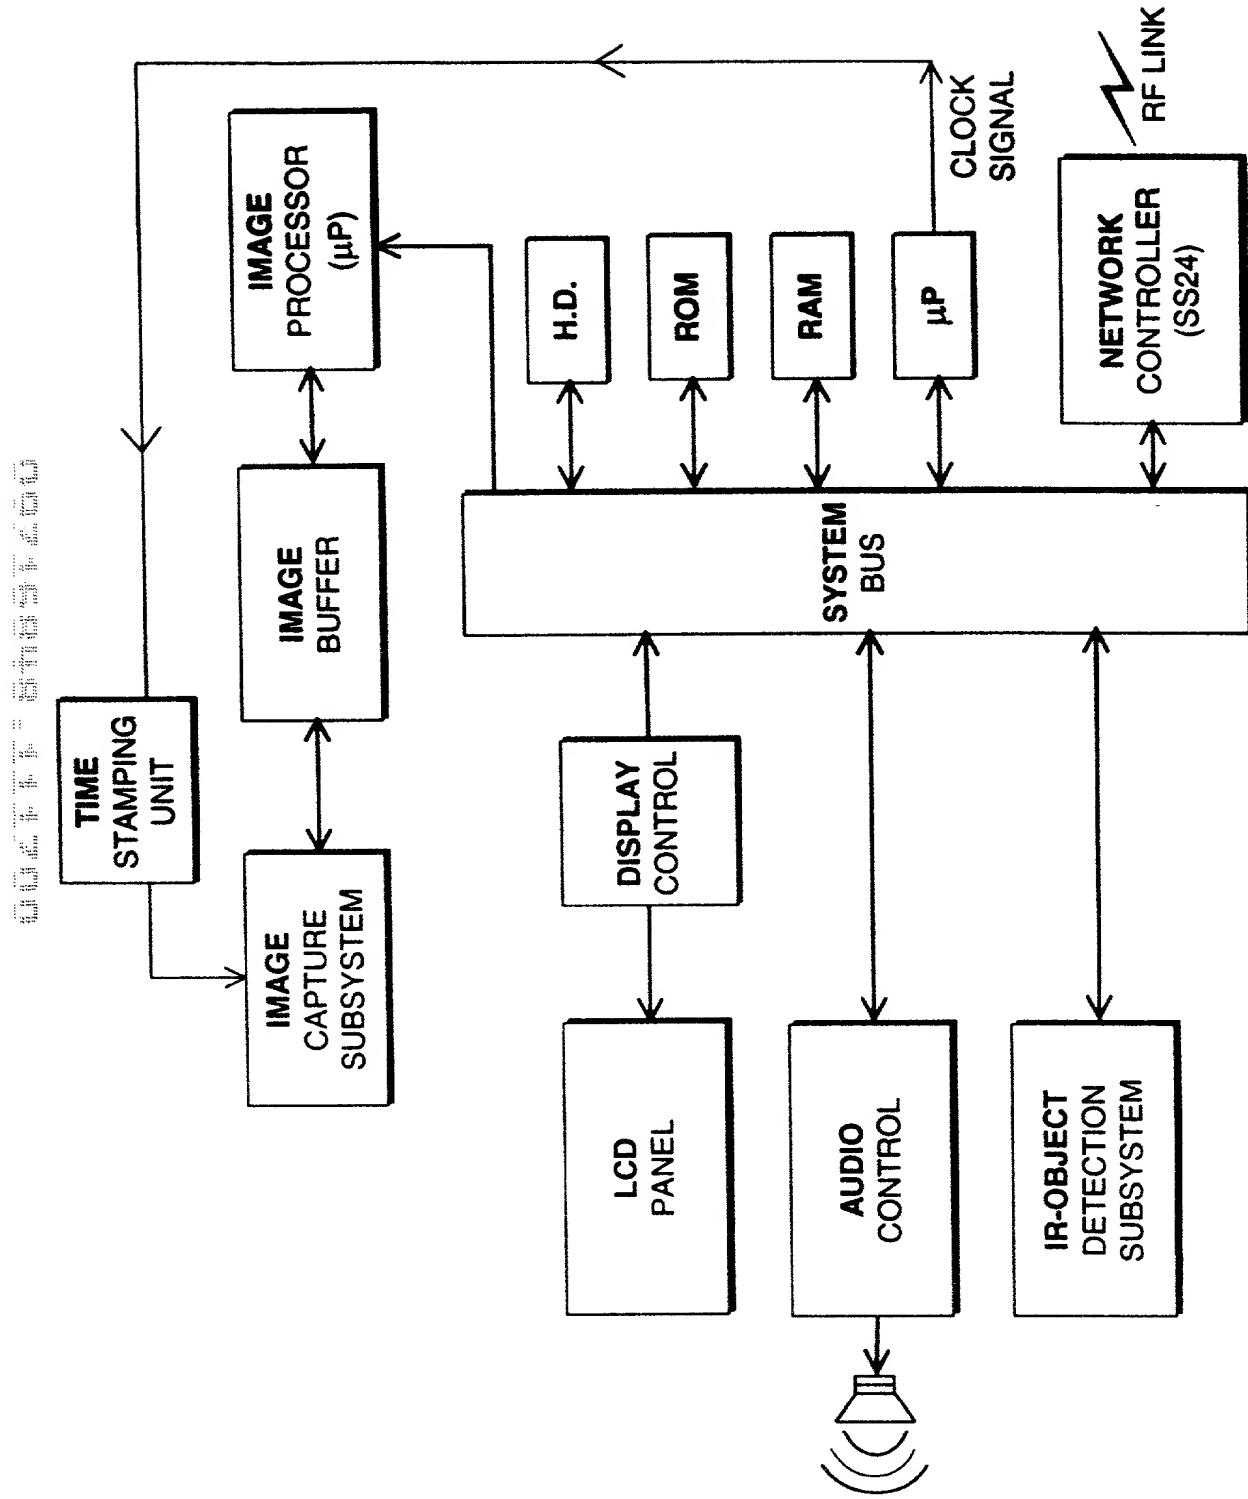 TIME
STAMPING
UNIT
IMAGE
CAPTURE
SUBSYSTEM
IMAGE
BUFFER
IMAGE
PROCESSOR
(μP)
LCD
PANEL
DISPLAY
CONTROL
AUDIO
CONTROL
IR-OBJECT
DETECTION
SUBSYSTEM
SYSTEM
BUS
H.D.
ROM
RAM
μP
CLOCK
SIGNAL
NETWORK
CONTROLLER
(SS24)
RF LINK